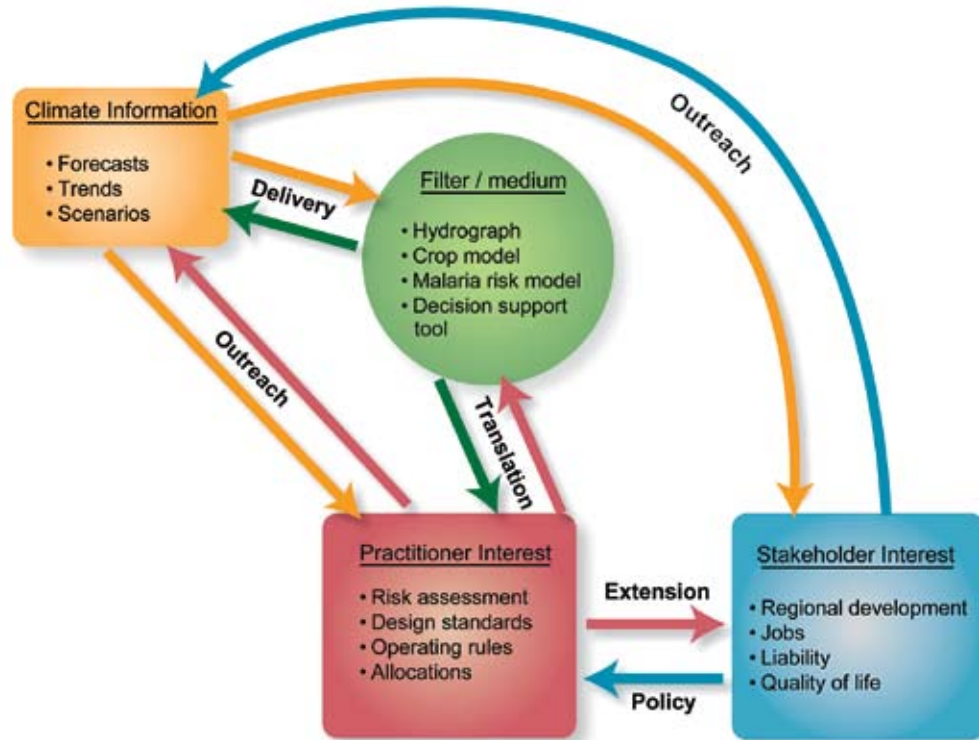 Climate Information
• Forecasts
• Trends
• Scenarios
Delivery
Filter / medium
• Hydrograph
• Crop model
• Malaria risk model
• Decision support
tool
Outreach
Outreach
Translation
Practitioner Interest
• Risk assessment
• Design standards
• Operating rules
• Allocations
Extension
Policy
Stakeholder Interest
• Regional development
• Jobs
• Liability
• Quality of life